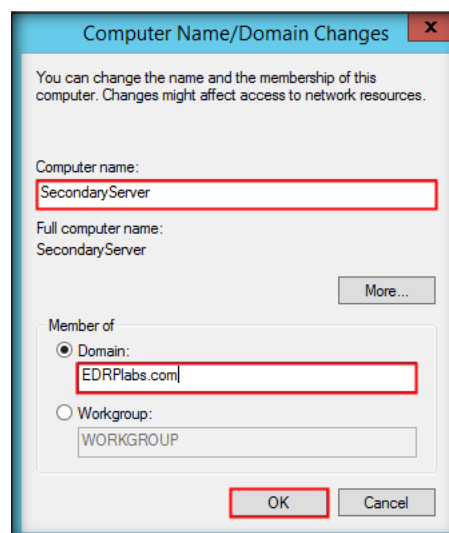 Computer Name/Domain Changes
x
You can change the name and the membership of this
computer. Changes might affect access to network resources.
Computer name:
SecondaryServer
Full computer name:
SecondaryServer
More...
Member of
Domain:
EDRPlabs.com
Workgroup:
WORKGROUP
OK Cancel